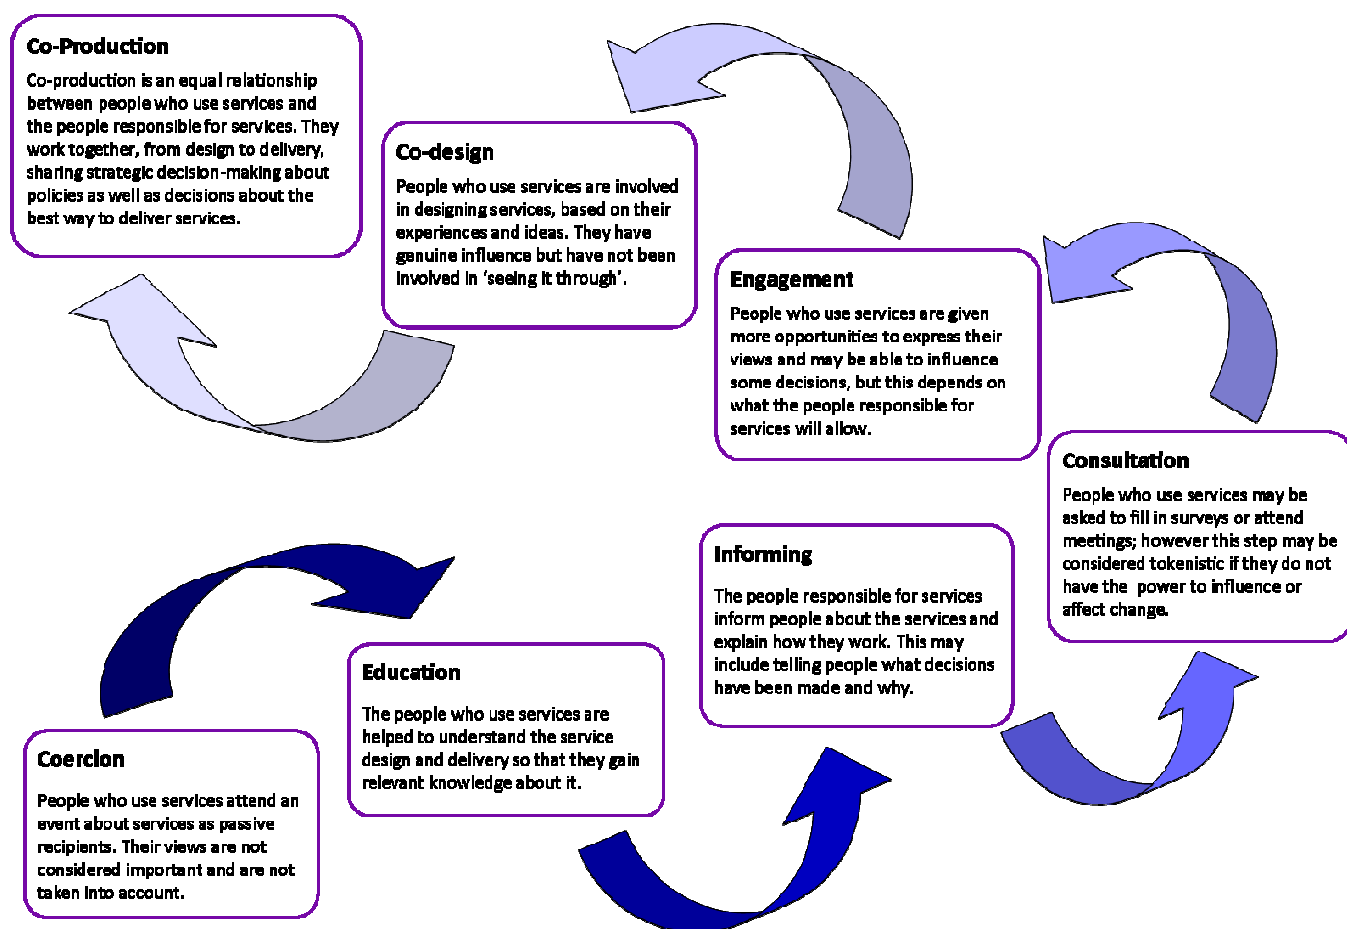 Co-Production
Co-production is an equal relationship
between people who use services and
the people responsible for services. They
work together, from design to delivery,
sharing strategic decision-making about
policies as well as decisions about the
best way to deliver services.
Co-design
People who use services are involved
in designing services, based on their
experiences and ideas. They have
genuine influence but have not been
involved in ‘seeing it through’.
Engagement
People who use services are given
more opportunities to express their
views and may be able to influence
some decisions, but this depends on
what the people responsible for
services will allow.
Consultation
People who use services may be
asked to fill in surveys or attend
meetings; however this step may be
considered tokenistic if they do not
have the power to influence or
affect change.
Informing
The people responsible for services
inform people about the services and
explain how they work. This may
include telling people what decisions
have been made and why.
Education
The people who use services are
helped to understand the service
design and delivery so that they gain
relevant knowledge about it.
Coercion
People who use services attend an
event about services as passive
recipients. Their views are not
considered important and are not
taken into account.